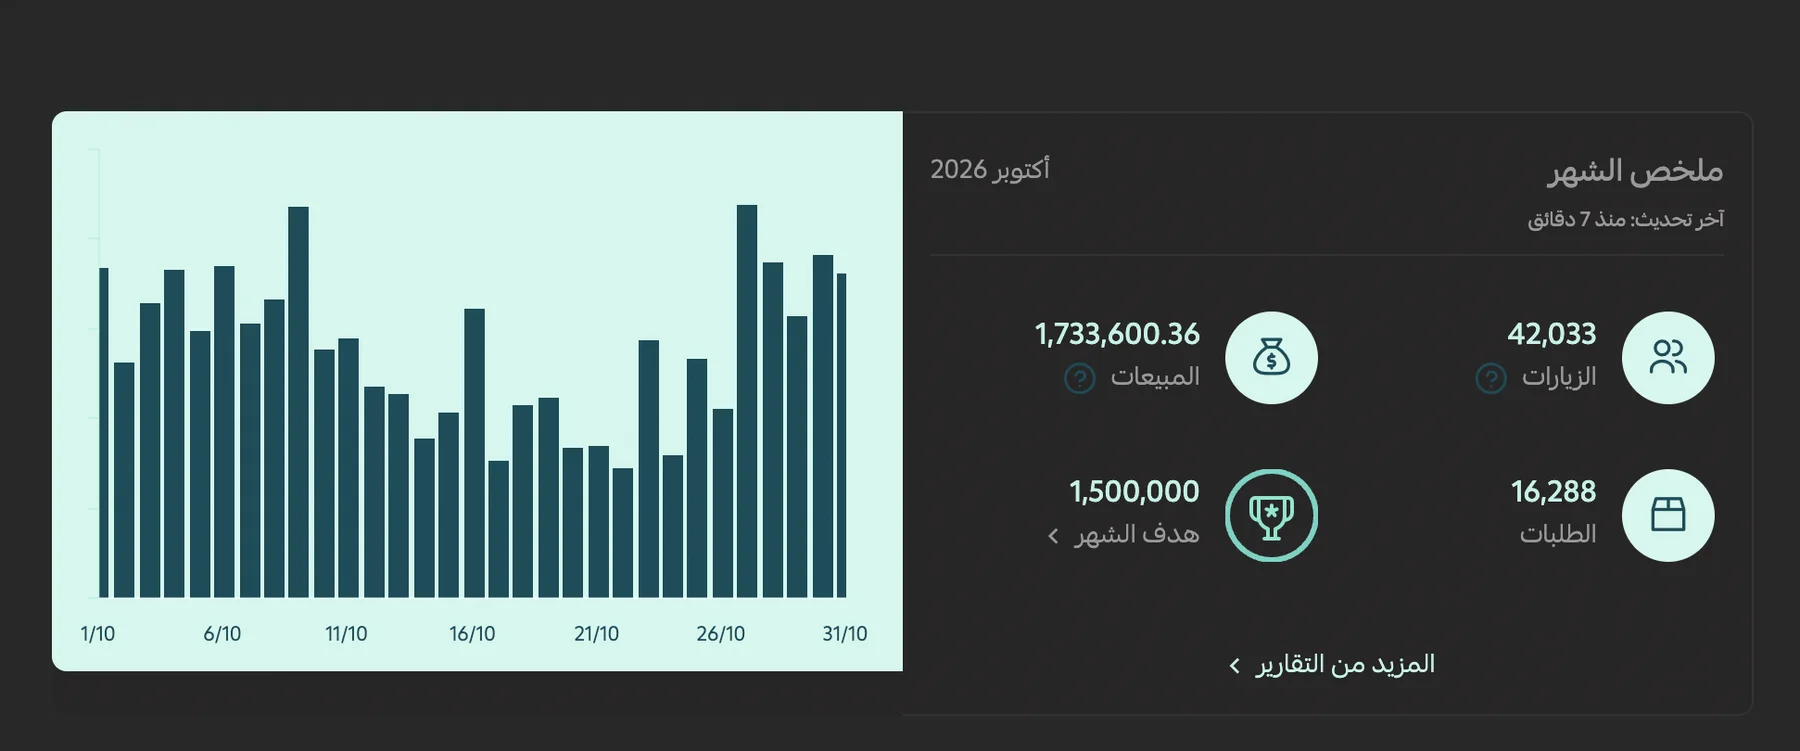 ملخص الشهر
أكتوبر 2026
آخر تحديث: منذ 7 دقائق
42,033
الزيارات
1,733,600.36
المبيعات
16,288
الطلبات
1,500,000
هدف الشهر
المزيد من التقارير
1/10 6/10 11/10 16/10 21/10 26/10 31/10